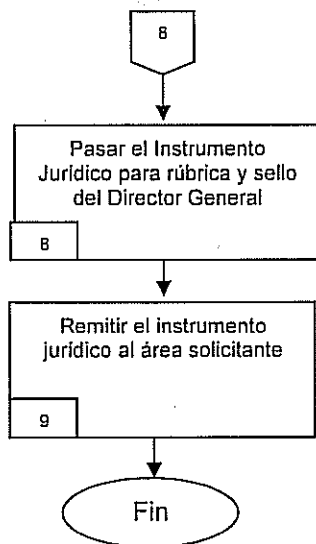 8
Pasar el Instrumento
Jurídico para rúbrica y sello
del Director General
8
Remitir el instrumento
jurídico al área solicitante
9
Fin